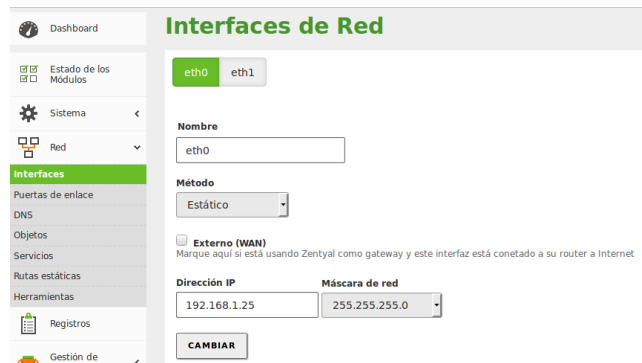 Dashboard
Estado de los
Módulos
Sistema
Red
Interfaces
Puertas de enlace
DNS
Objetos
Servicios
Rutas estáticas
Herramientas
Registros
Gestión de
Interfaces de Red
eth0 eth1
Nombre
eth0
Método
Estático
Externo (WAN)
Marque aquí si está usando Zentyal como gateway y este interfaz está conetado a su router a Internet
Dirección IP Máscara de red
192.168.1.25 255.255.255.0
CAMBIAR